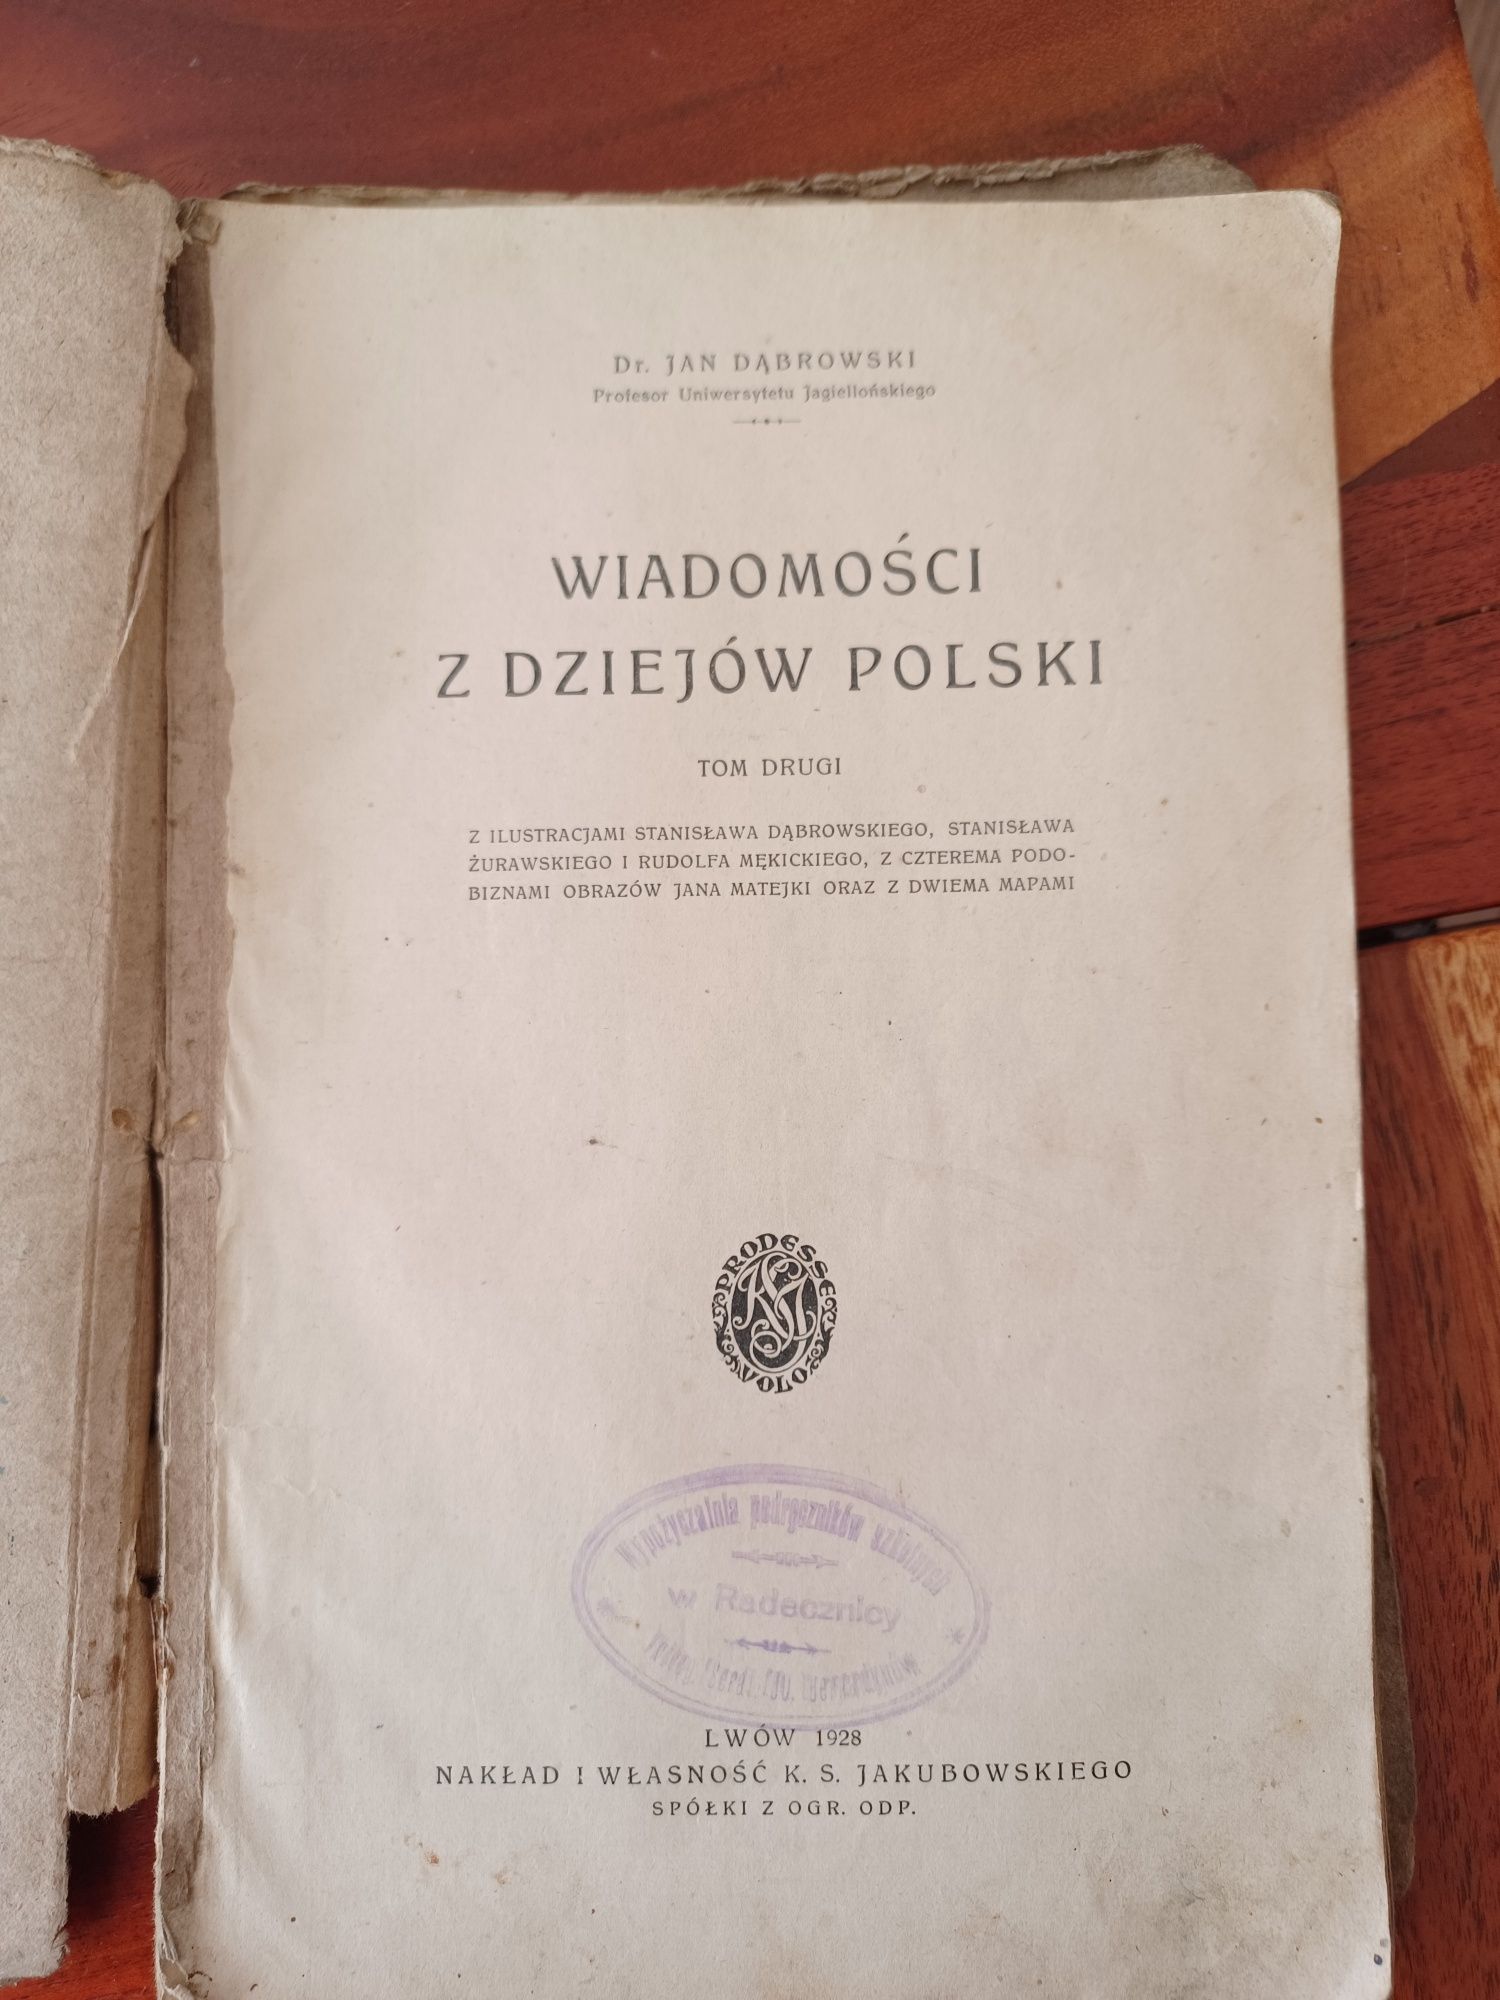 Dr. JAN DĄBROWSKI
Profesor Uniwersytetu Jagiellońskiego
WIADOMOŚCI
Z DZIEJÓW POLSKI
TOM DRUGI
Z ILUSTRACJAMI STANISŁAWA DĄBROWSKIEGO, STANISŁAWA
ŻURAWSKIEGO I RUDOLFA MĘKICKIEGO, Z CZTEREMA PODO-
BIZNAMI OBRAZÓW JANA MATEJKI ORAZ Z DWIEMA MAPAMI
PRODESSE
KSJ
VOLO
Wypożyczalnia podręczników szkolnych
w Radecznicy
LWÓW 1928
NAKŁAD I WŁASNOŚĆ K. S. JAKUBOWSKIEGO
SPÓŁKI Z OGR. ODP.